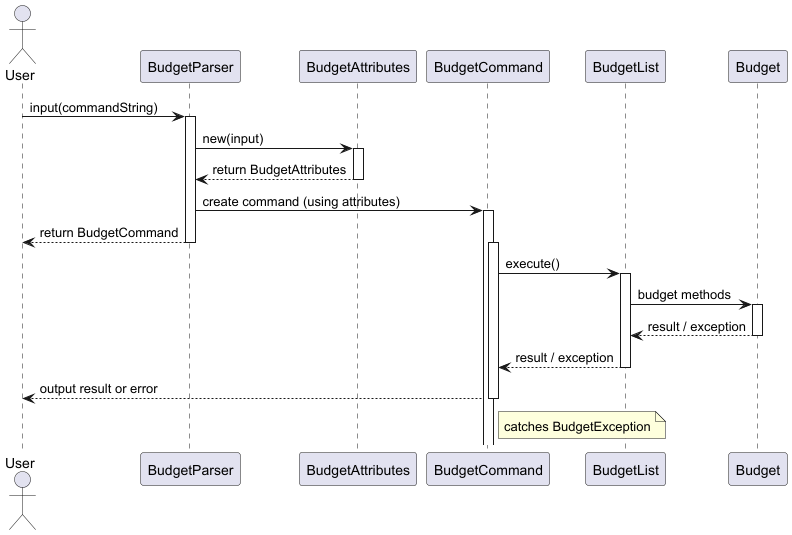 User
BudgetParser
BudgetAttributes
BudgetCommand
BudgetList
Budget
input(commandString)
new(input)
return BudgetAttributes
create command (using attributes)
return BudgetCommand
execute()
budget methods
result / exception
result / exception
output result or error
catches BudgetException
User
BudgetParser
BudgetAttributes
BudgetCommand
BudgetList
Budget